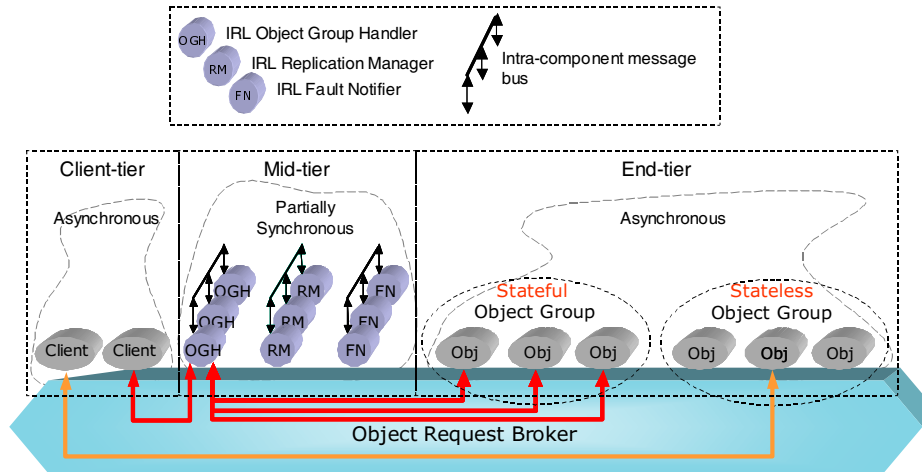 OGH
IRL Object Group Handler
RM
IRL Replication Manager
FN
IRL Fault Notifier
Intra-component message
bus
Client-tier
Mid-tier
End-tier
Asynchronous
Partially
Synchronous
Asynchronous
OGH
RM
FN
OGH
RM
FN
OGH
RM
FN
Stateful
Object Group
Stateless
Object Group
Client
Client
Obj
Obj
Obj
Obj
Obj
Obj
Object Request Broker